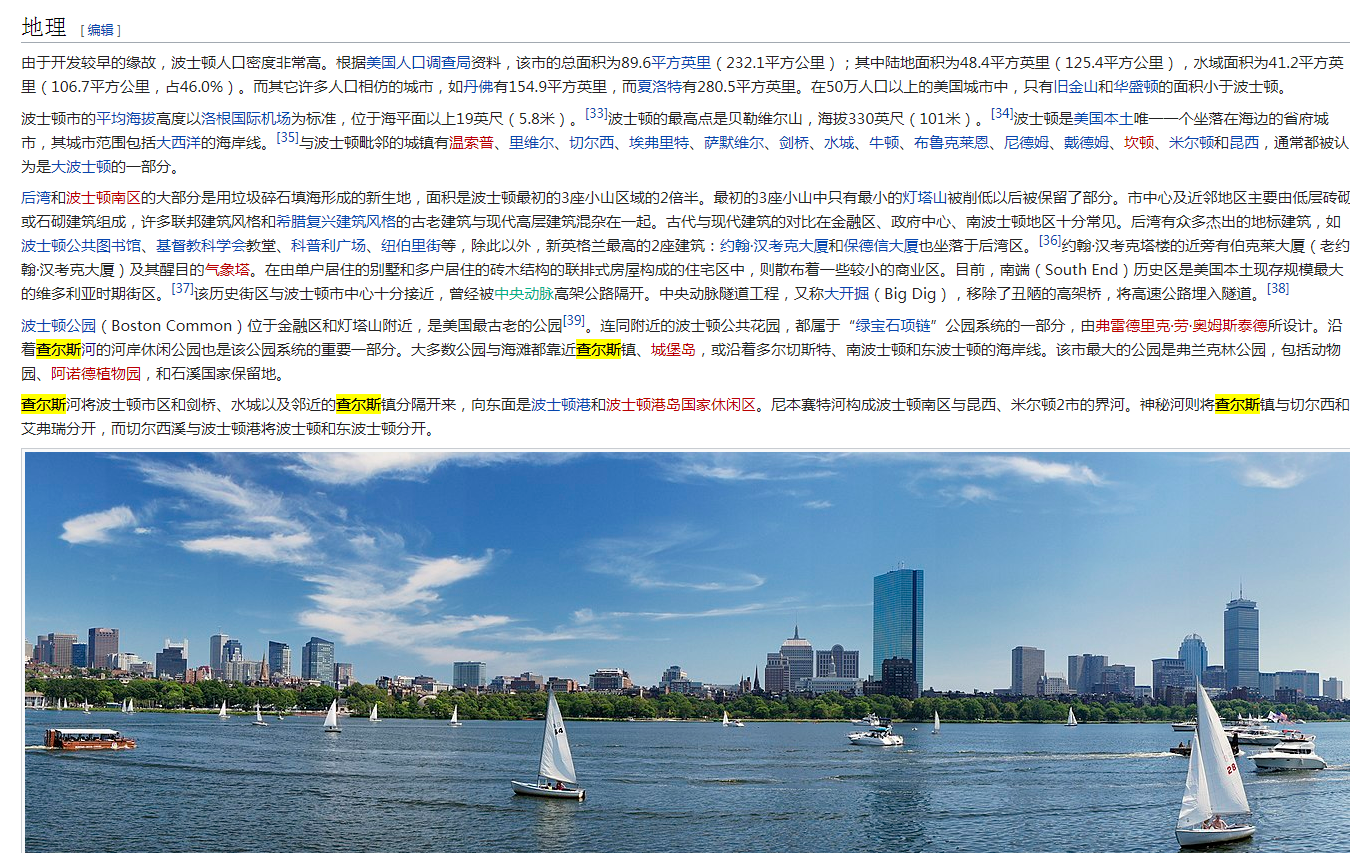 地理 [编辑]
由于开发较早的缘故，波士顿人口密度非常高。根据美国人口调查局资料，该市的总面积为89.6平方英里（232.1平方公里）；其中陆地面积为48.4平方英里（125.4平方公里），水域面积为41.2平方英
里（106.7平方公里，占46.0%）。而其它许多人口相仿的城市，如丹佛有154.9平方英里，而夏洛特有280.5平方英里。在50万人口以上的美国城市中，只有旧金山和华盛顿的面积小于波士顿。
波士顿市的平均海拔高度以洛根国际机场为标准，位于海平面以上19英尺（5.8米）。[33]波士顿的最高点是贝勒维尔山，海拔330英尺（101米）。[34]波士顿是美国本土唯一一个坐落在海边的省府城
市，其城市范围包括大西洋的海岸线。[35]与波士顿毗邻的城镇有温索普、里维尔、切尔西、埃弗里特、萨默维尔、剑桥、水城、牛顿、布鲁克莱恩、尼德姆、戴德姆、坎顿、米尔顿和昆西，通常都被认
为是大波士顿的一部分。
后湾和波士顿南区的大部分是用垃圾碎石填海形成的新生地，面积是波士顿最初的3座小山区域的2倍半。最初的3座小山中只有最小的灯塔山被削低以后被保留了部分。市中心及近邻地区主要由低层砖砌
或石砌建筑组成，许多联邦建筑风格和希腊复兴建筑风格的古老建筑与现代高层建筑混杂在一起。古代与现代建筑的对比在金融区、政府中心、南波士顿地区十分常见。后湾有众多杰出的地标建筑，如
波士顿公共图书馆、基督教科学会教堂、科普利广场、纽伯里街等，除此以外，新英格兰最高的2座建筑：约翰·汉考克大厦和保德信大厦也坐落于后湾区。[36]约翰·汉考克塔楼的近旁有伯克莱大厦（老约
翰·汉考克大厦）及其醒目的气象塔。在由单户居住的别墅和多户居住的砖木结构的联排式房屋构成的住宅区中，则散布着一些较小的商业区。目前，南端（South End）历史区是美国本土现存规模最大
的维多利亚时期街区。[37]该历史街区与波士顿市中心十分接近，曾经被中央动脉高架公路隔开。中央动脉隧道工程，又称大开掘（Big Dig），移除了丑陋的高架桥，将高速公路埋入隧道。[38]
波士顿公园（Boston Common）位于金融区和灯塔山附近，是美国最古老的公园[39]。连同附近的波士顿公共花园，都属于“绿宝石项链”公园系统的一部分，由弗雷德里克·劳·奥姆斯泰德所设计。沿
着查尔斯河的河岸休闲公园也是该公园系统的重要一部分。大多数公园与海滩都靠近查尔斯镇、城堡岛，或沿着多尔切斯特、南波士顿和东波士顿的海岸线。该市最大的公园是弗兰克林公园，包括动物
园、阿诺德植物园，和石溪国家保留地。
查尔斯河将波士顿市区和剑桥、水城以及邻近的查尔斯镇分隔开来，向东面是波士顿港和波士顿港岛国家休闲区。尼本赛特河构成波士顿南区与昆西、米尔顿2市的界河。神秘河则将查尔斯镇与切尔西和
艾弗瑞分开，而切尔西溪与波士顿港将波士顿和东波士顿分开。
14
28